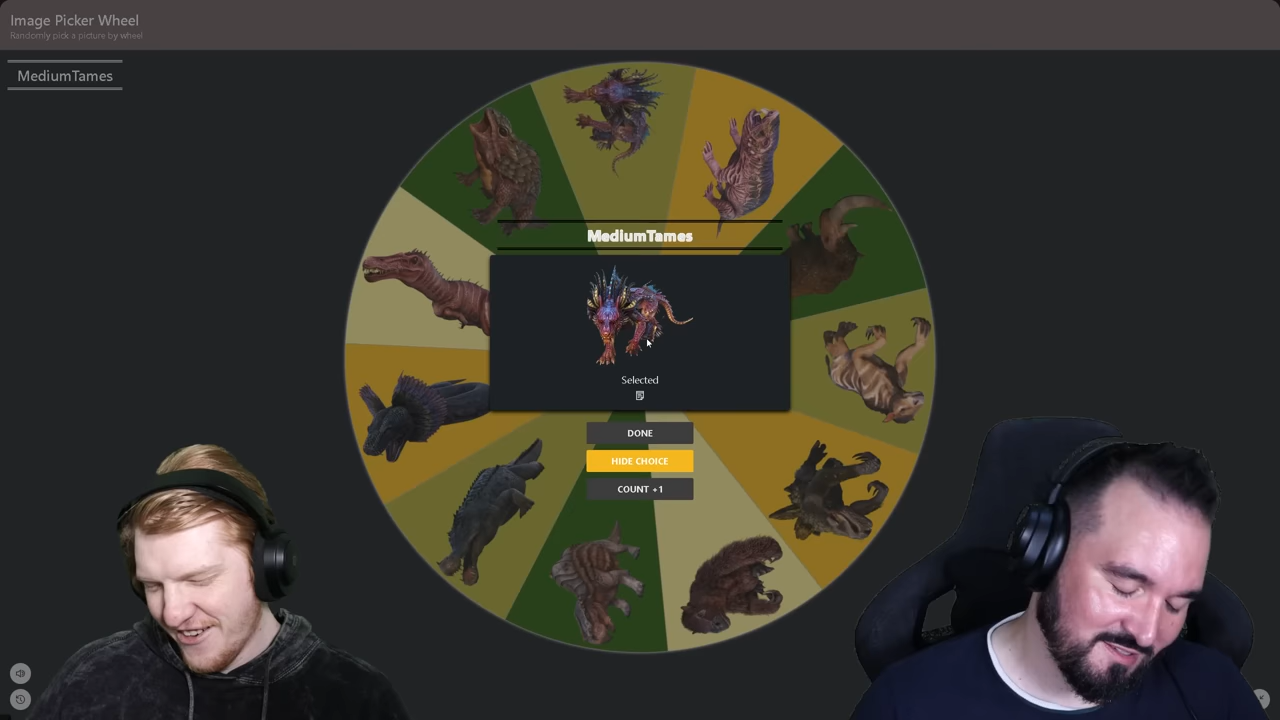 Image Picker Wheel
Randomly pick a picture by wheel
MediumTames
MediumTames
Selected
DONE
HIDE CHOICE
COUNT +1